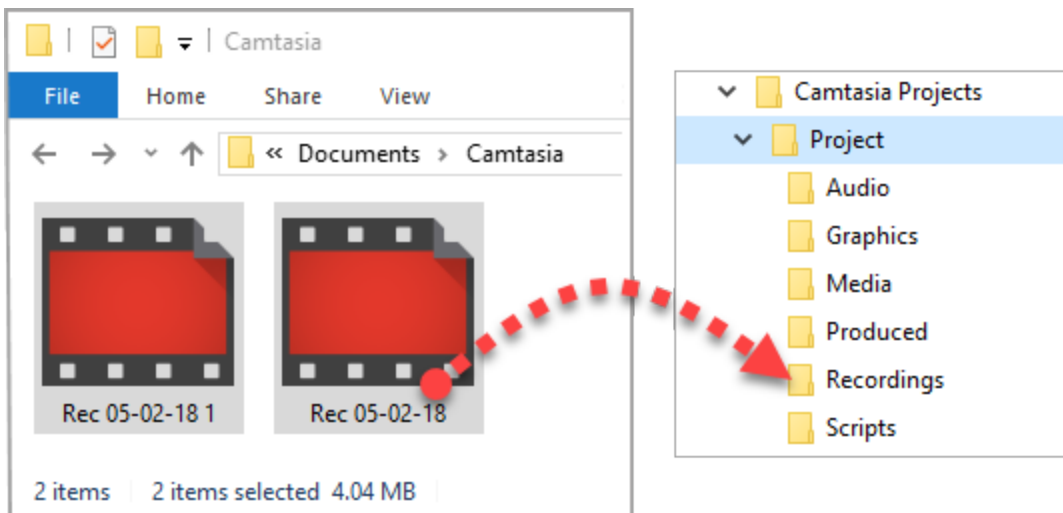 Camtasia
File Home Share View
« Documents > Camtasia
Rec 05-02-18 1 Rec 05-02-18
2 items 2 items selected 4.04 MB
Camtasia Projects
Project
Audio
Graphics
Media
Produced
Recordings
Scripts